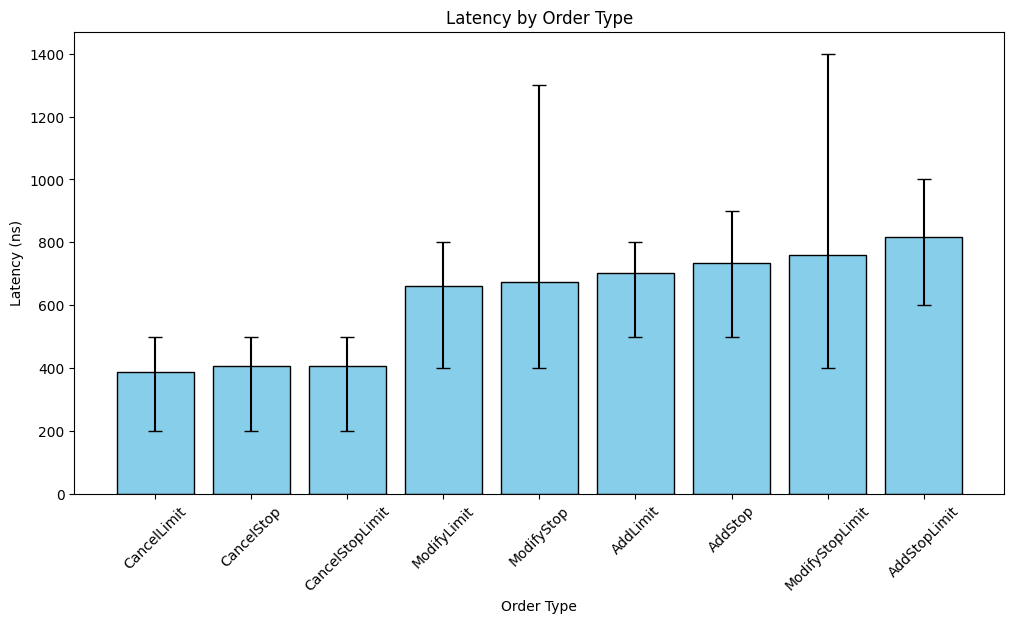 Latency by Order Type
Latency (ns)
1400
1200
1000
800
600
400
200
0
CancelLimit
CancelStop
CancelStopLimit
ModifyLimit
ModifyStop
AddLimit
AddStop
ModifyStopLimit
AddStopLimit
Order Type